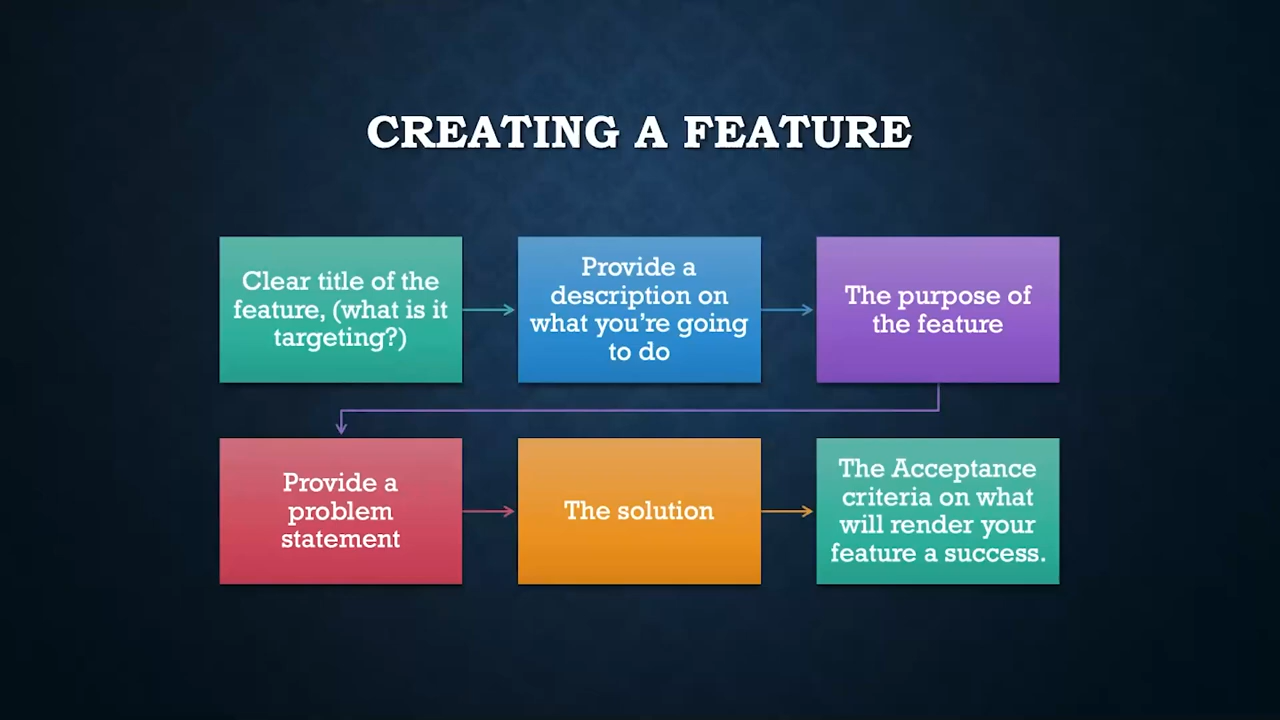 CREATING A FEATURE
Clear title of the
feature, (what is it
targeting?)
Provide a
description on
what you're going
to do
The purpose of
the feature
Provide a
problem
statement
The solution
The Acceptance
criteria on what
will render your
feature a success.